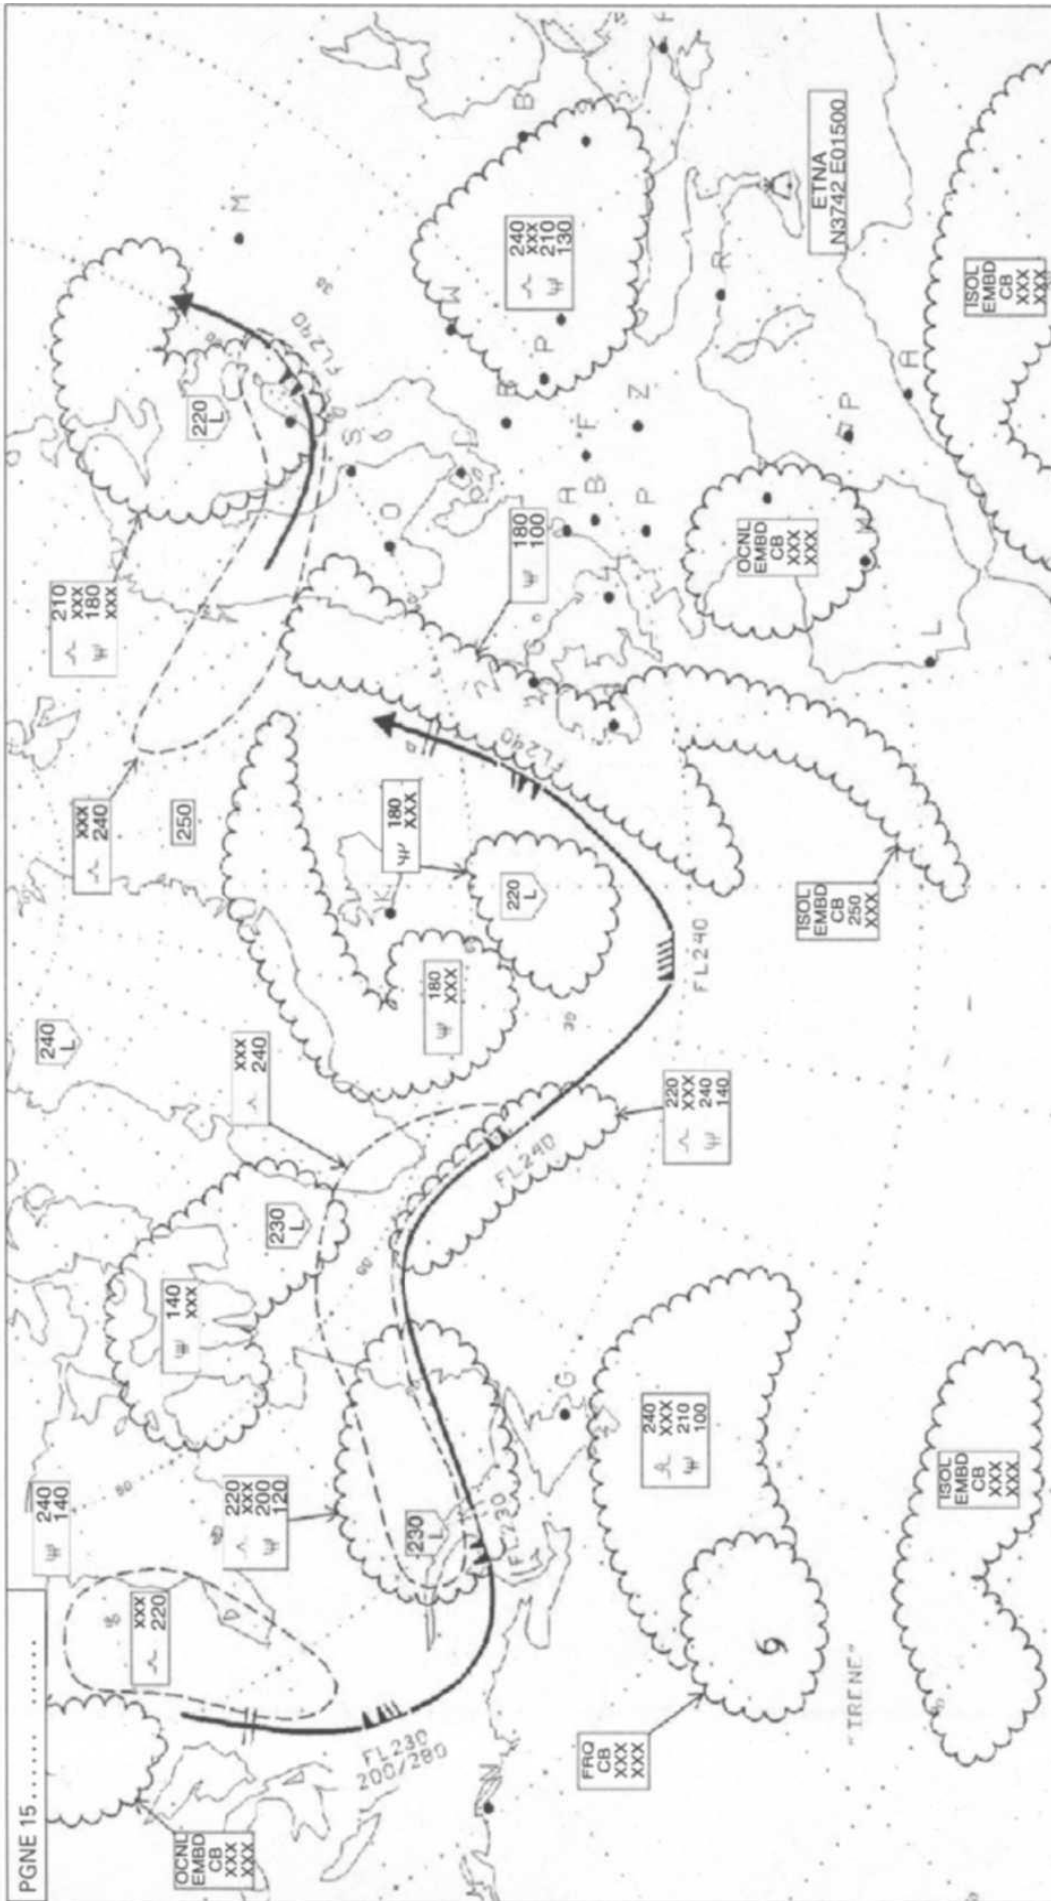 PGNE 15..............
OCNL
EMBD
CB
XXX
XXX
XXX
220
240
140
220
XXX
200
120
140
XXX
230
L
230
L
240
L
XXX
240
250
XXX
240
210
XXX
180
XXX
220
L
FL240
M
S
O
K
180
XXX
180
XXX
220
L
FL240
180
100
FL240
FL240
FL230
FL230
200/280
N
G
240
XXX
210
100
220
XXX
240
140
FRQ
CB
XXX
XXX
"IRENE"
ISOL
EMBD
CB
XXX
XXX
ISOL
EMBD
CB
250
XXX
OCNL
EMBD
CB
XXX
XXX
M
L
P
A
R
Z
P
F
B
A
B
P
W
B
G
L
240
XXX
210
130
ETNA
N3742 E01500
ISOL
EMBD
CB
XXX
XXX